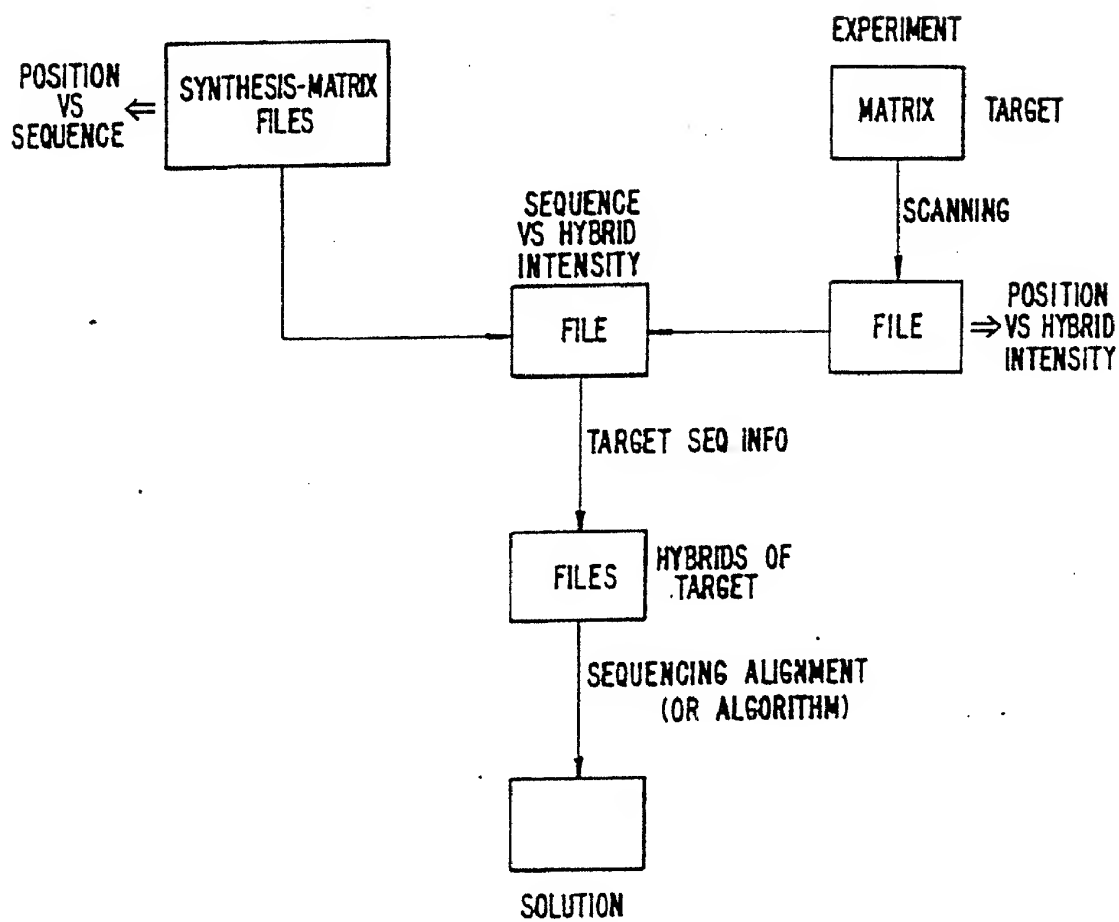 EXPERIMENT
POSITION
VS
SEQUENCE
SYNTHESIS-MATRIX
FILES
MATRIX
TARGET
SCANNING
SEQUENCE
VS HYBRID
INTENSITY
FILE
FILE
POSITION
VS HYBRID
INTENSITY
TARGET SEQ INFO
FILES
HYBRIDS OF
TARGET
SEQUENCING ALIGNMENT
(OR ALGORITHM)
SOLUTION